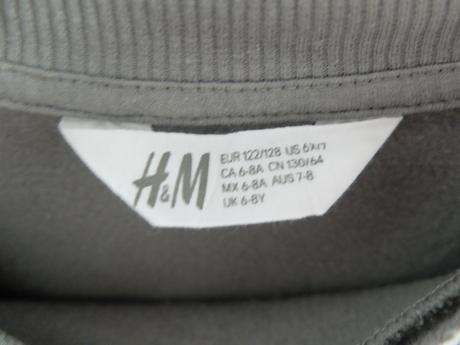 H&M
EUR 122/128 US 6X/7
CA 6-8A CN 130/64
MX 6-8A AUS 7-8
UK 6-8Y